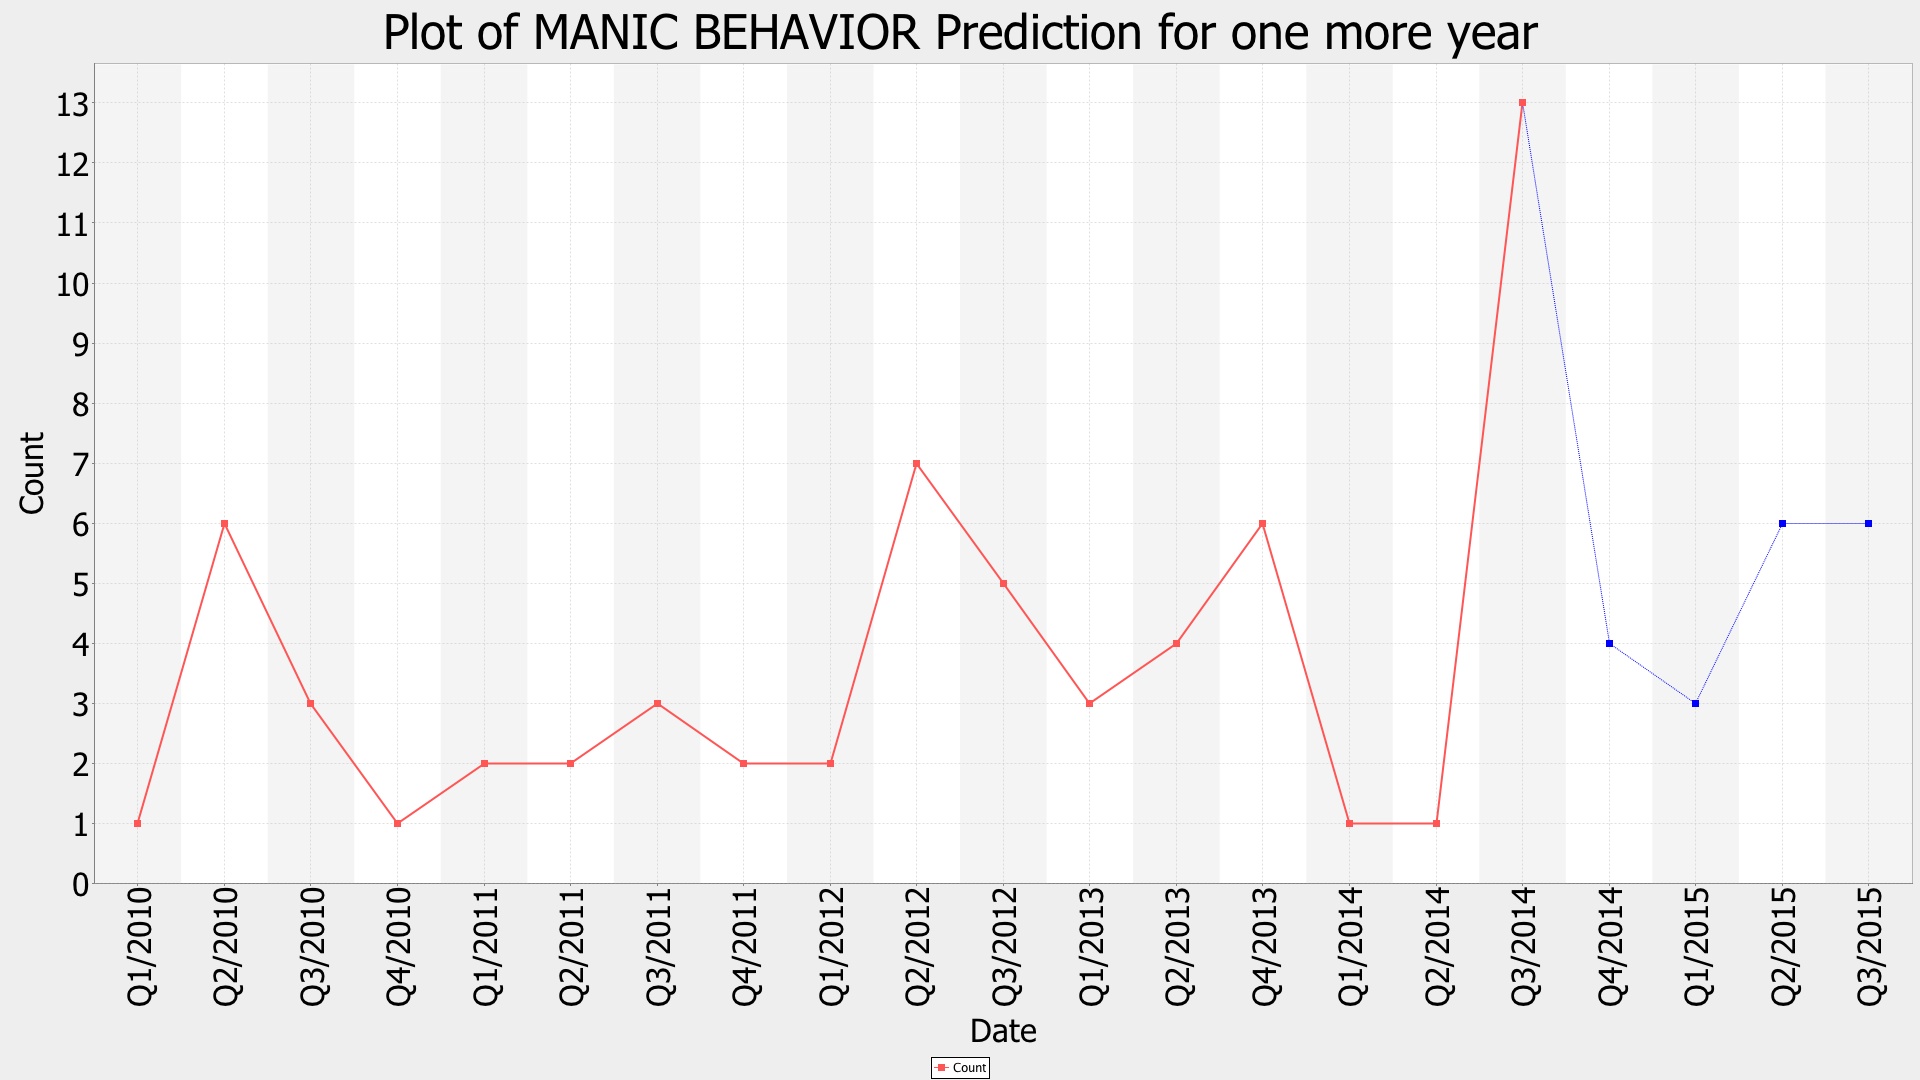 Plot of MANIC BEHAVIOR Prediction for one more year
Count
13
12
11
10
9
8
7
6
5
4
3
2
1
0
Q1/2010
Q2/2010
Q3/2010
Q4/2010
Q1/2011
Q2/2011
Q3/2011
Q4/2011
Q1/2012
Q2/2012
Q3/2012
Q1/2013
Q2/2013
Q4/2013
Q1/2014
Q2/2014
Q3/2014
Q4/2014
Q1/2015
Q2/2015
Q3/2015
Date
Count